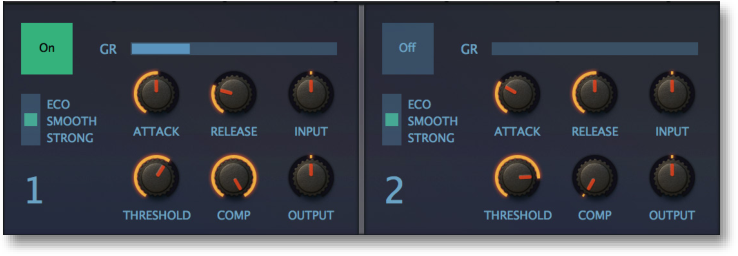 On
GR
ECO
SMOOTH
STRONG
ATTACK
RELEASE
INPUT
1
THRESHOLD
COMP
OUTPUT
Off
GR
ECO
SMOOTH
STRONG
ATTACK
RELEASE
INPUT
2
THRESHOLD
COMP
OUTPUT